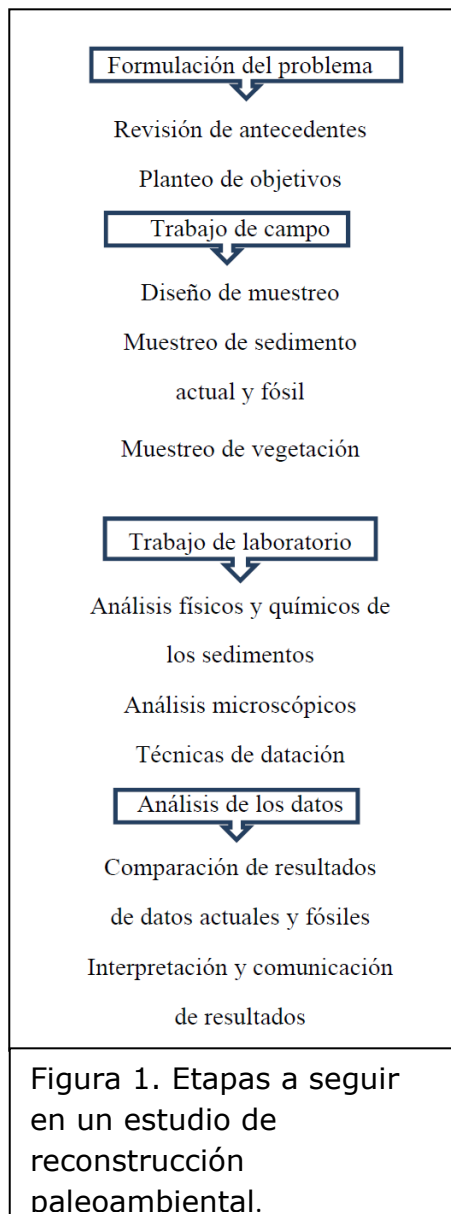 Formulación del problema
Revisión de antecedentes
Planteo de objetivos
Trabajo de campo
Diseño de muestreo
Muestreo de sedimento
actual y fósil
Muestreo de vegetación
Trabajo de laboratorio
Análisis físicos y químicos de
los sedimentos
Análisis microscópicos
Técnicas de datación
Análisis de los datos
Comparación de resultados
de datos actuales y fósiles
Interpretación y comunicación
de resultados
Figura 1. Etapas a seguir
en un estudio de
reconstrucción
paleoambiental.